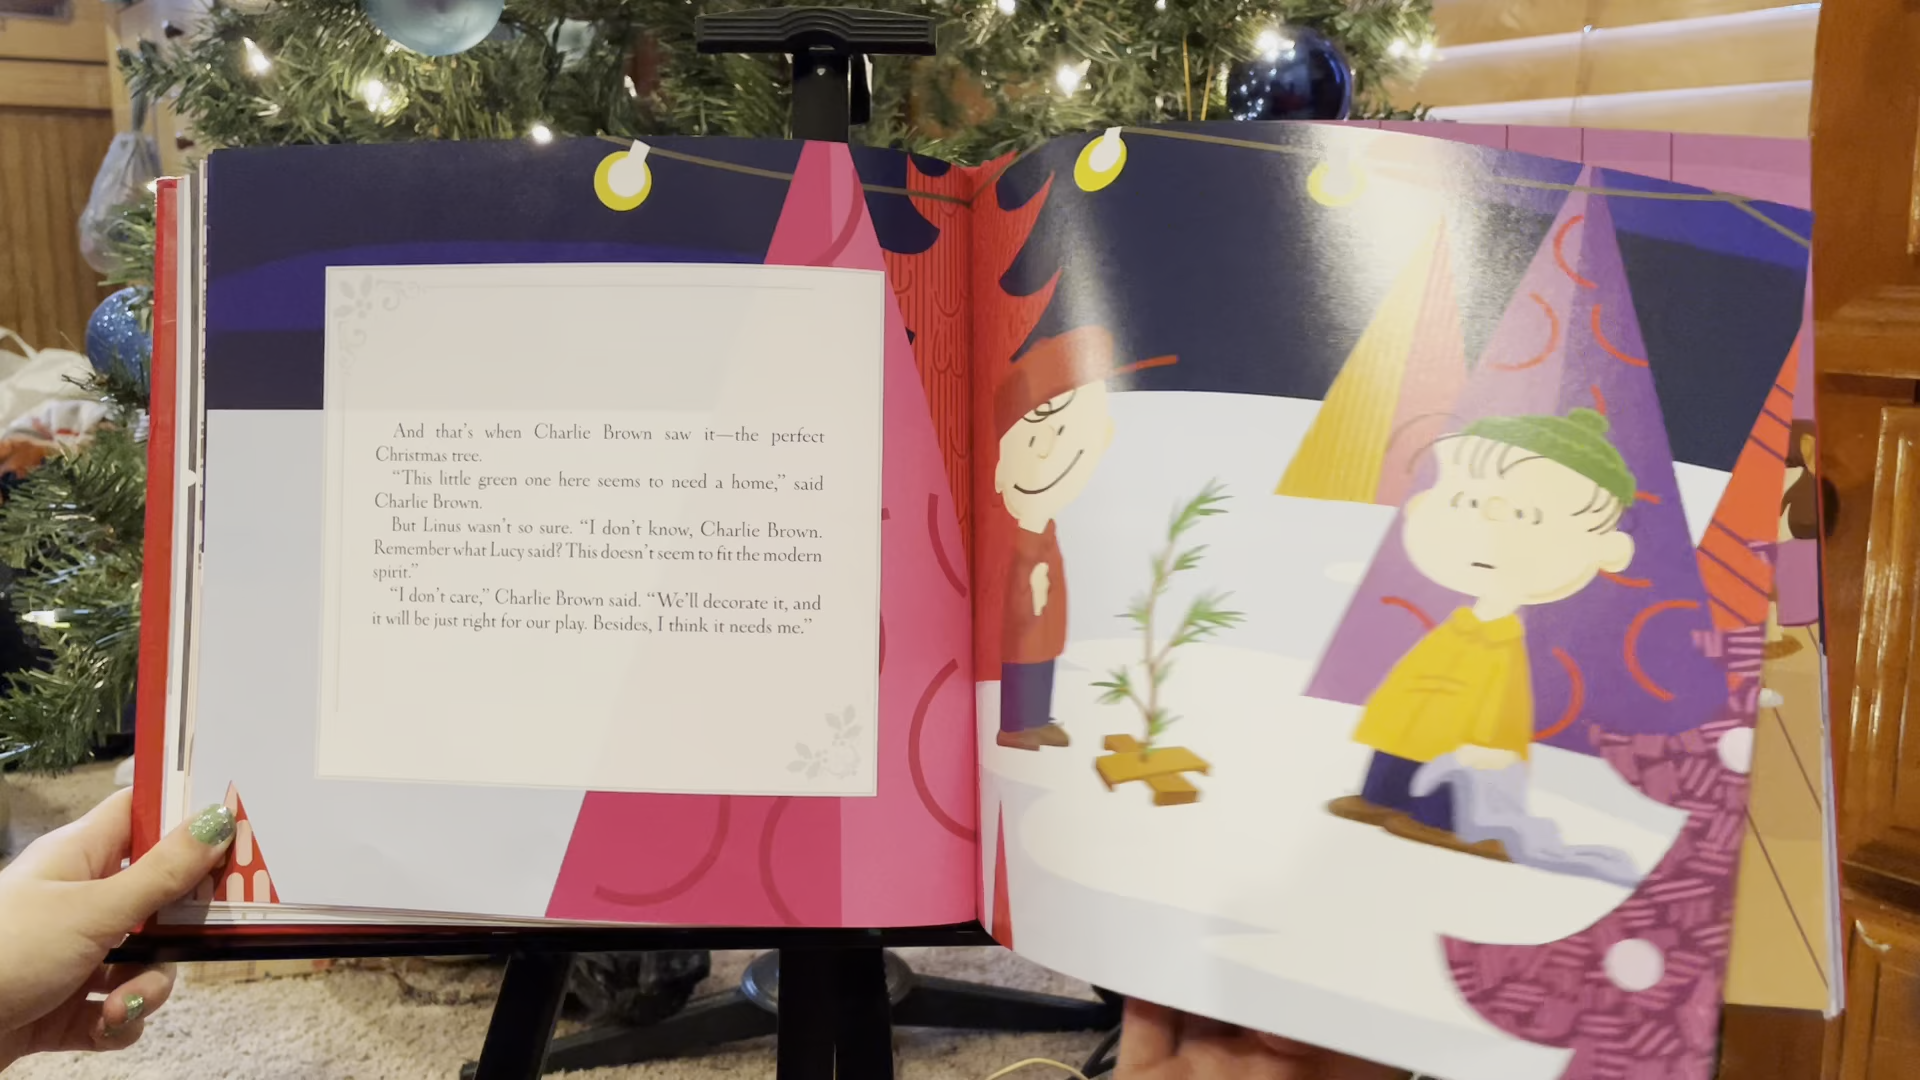 And that's when Charlie Brown saw it—the perfect
Christmas tree.
“This little green one here seems to need a home,” said
Charlie Brown.
But Linus wasn't so sure. “I don't know, Charlie Brown.
Remember what Lucy said? This doesn't seem to fit the modern
spirit.”
“I don't care,” Charlie Brown said. “We'll decorate it, and
it will be just right for our play. Besides, I think it needs me.”